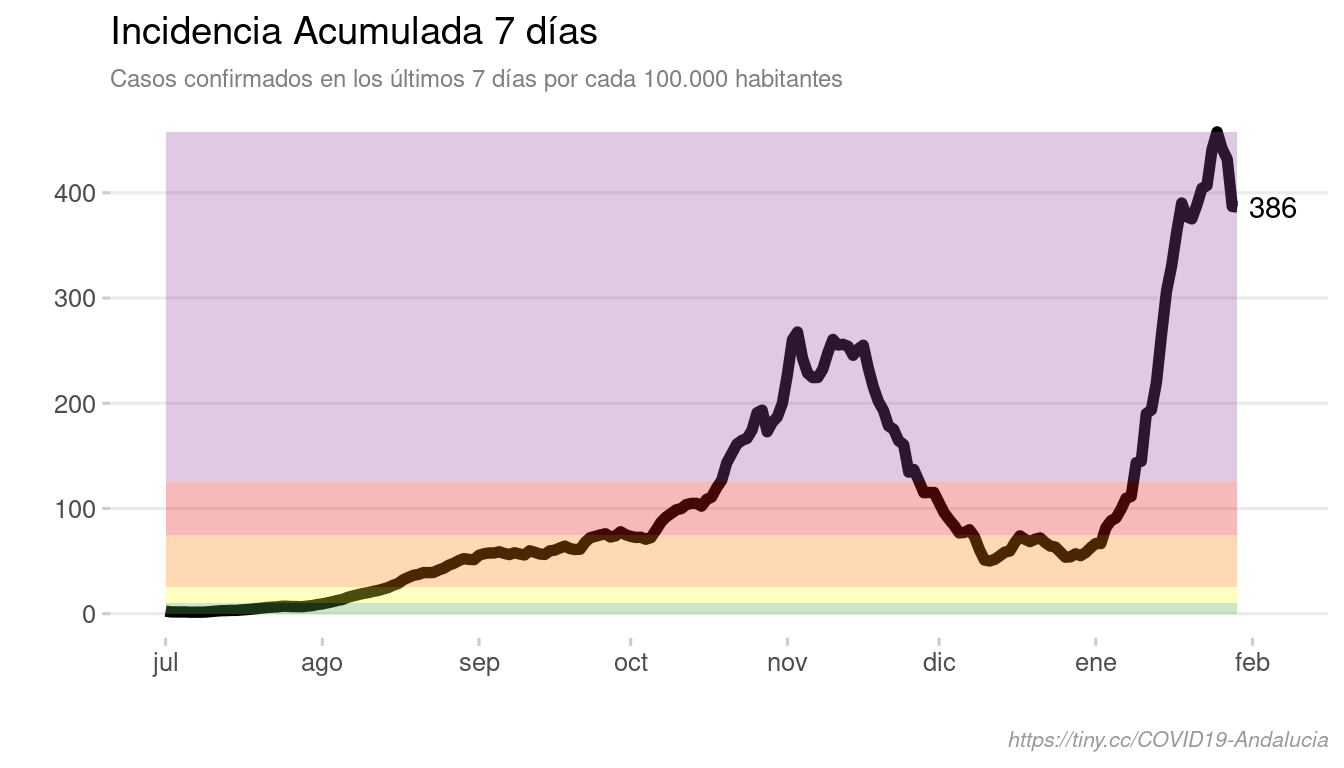 Incidencia Acumulada 7 días
Casos confirmados en los últimos 7 días por cada 100.000 habitantes
400
386
300
200
100
0
jul ago sep oct nov dic ene feb
https://tiny.cc/COVID19-Andalucia